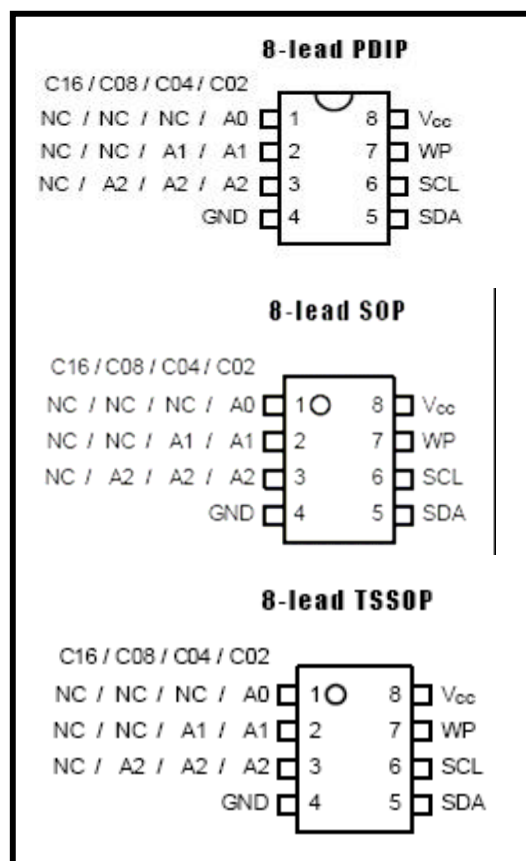 8-lead PDIP
C16 / C08 / C04 / C02
NC / NC / NC / A0 1 8 Vcc
NC / NC / A1 / A1 2 7 WP
NC / A2 / A2 / A2 3 6 SCL
GND 4 5 SDA
8-lead SOP
C16 / C08 / C04 / C02
NC / NC / NC / A0 1 8 Vcc
NC / NC / A1 / A1 2 7 WP
NC / A2 / A2 / A2 3 6 SCL
GND 4 5 SDA
8-lead TSSOP
C16 / C08 / C04 / C02
NC / NC / NC / A0 1 8 Vcc
NC / NC / A1 / A1 2 7 WP
NC / A2 / A2 / A2 3 6 SCL
GND 4 5 SDA